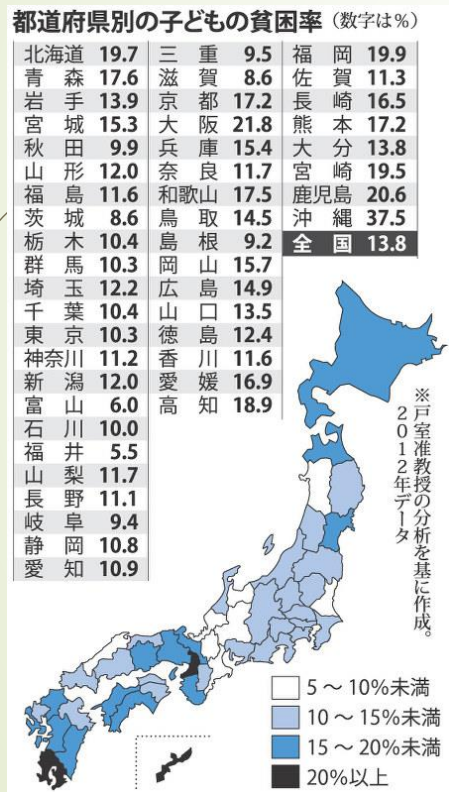 都道府県別の子どもの貧困率（数字は％）
北海道 19.7
青森 17.6
岩手 13.9
宮城 15.3
秋田 9.9
山形 12.0
福島 11.6
茨城 8.6
栃木 10.4
群馬 10.3
埼玉 12.2
千葉 10.4
東京 10.3
神奈川 11.2
新潟 12.0
富山 6.0
石川 10.0
福井 5.5
山梨 11.7
長野 11.1
岐阜 9.4
静岡 10.8
愛知 10.9
三重 9.5
滋賀 8.6
京都 17.2
大阪 21.8
兵庫 15.4
奈良 11.7
和歌山 17.5
鳥取 14.5
島根 9.2
岡山 15.7
広島 14.9
山口 13.5
徳島 12.4
香川 11.6
愛媛 16.9
高知 18.9
福岡 19.9
佐賀 11.3
長崎 16.5
熊本 17.2
大分 13.8
宮崎 19.5
鹿児島 20.6
沖縄 37.5
全国 13.8
※戸室准教授の分析を基に作成。
2012年データ
5～10％未満
10～15％未満
15～20％未満
20％以上